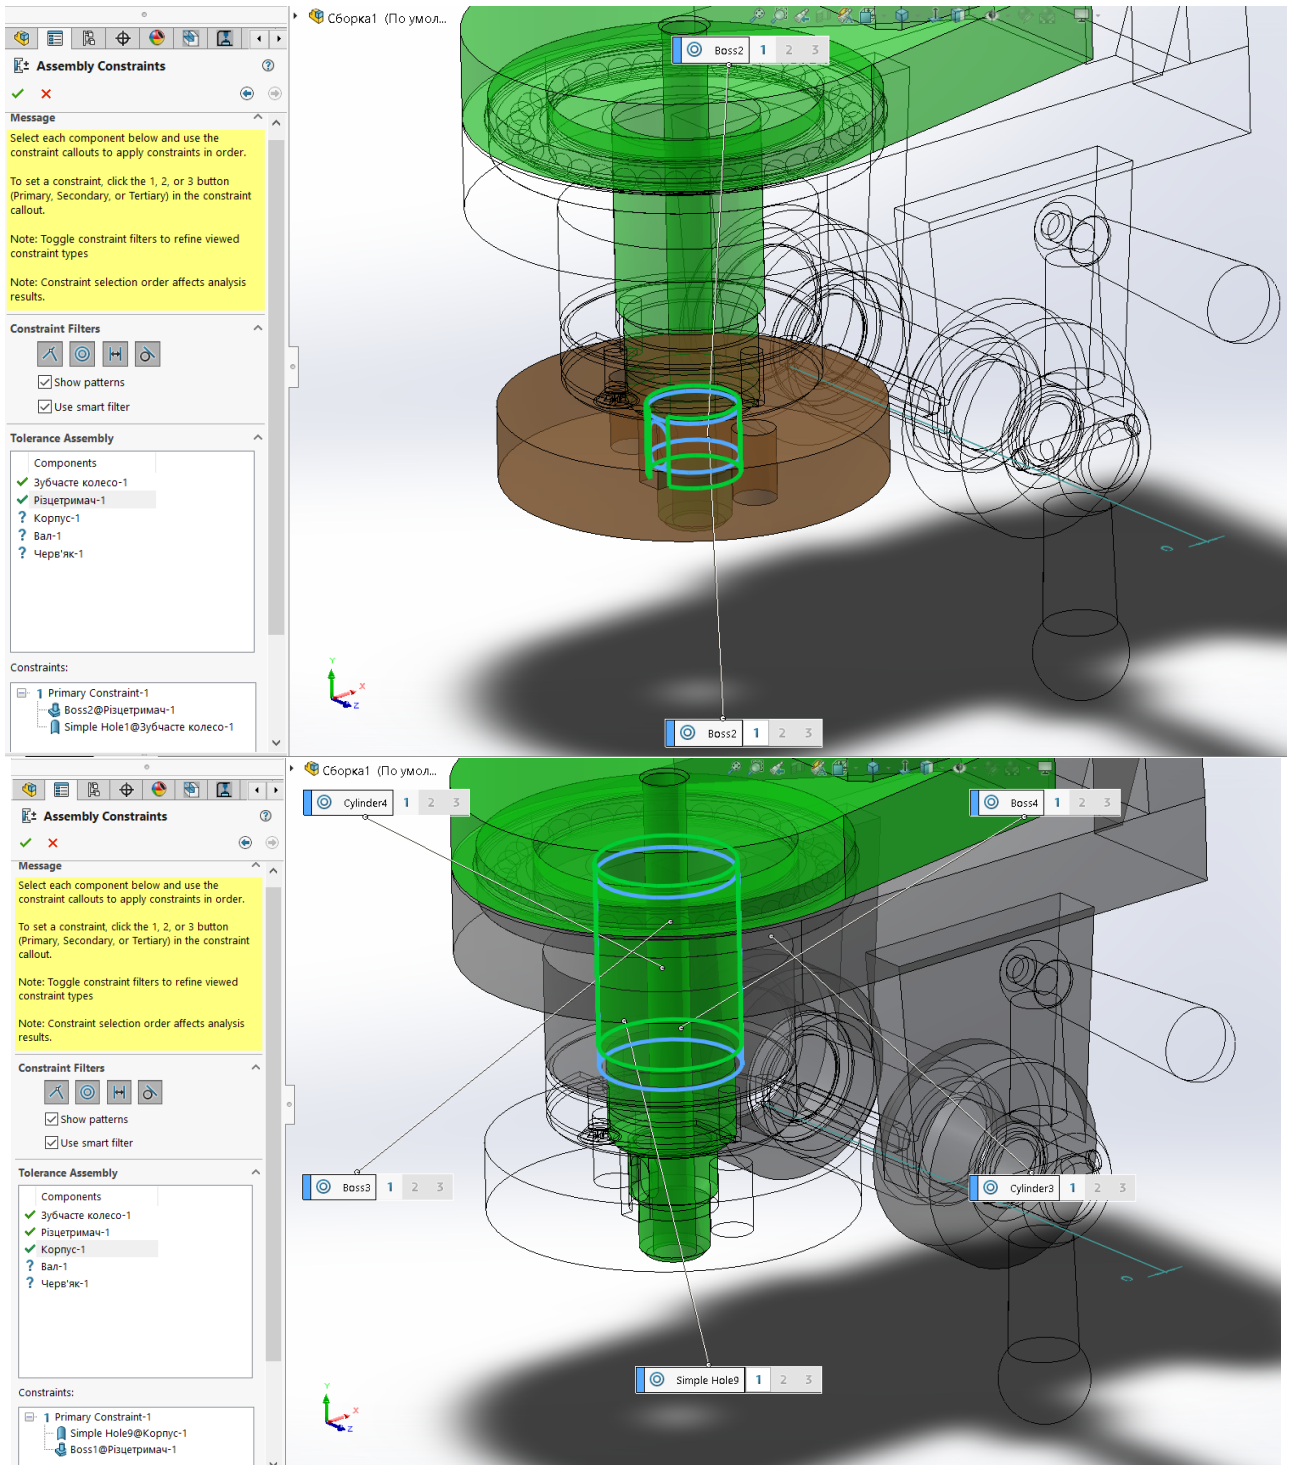 Сборка1 (По умол...
Assembly Constraints
Message
Select each component below and use the
constraint callouts to apply constraints in order.
To set a constraint, click the 1, 2, or 3 button
(Primary, Secondary, or Tertiary) in the constraint
callout.
Note: Toggle constraint filters to refine viewed
constraint types
Note: Constraint selection order affects analysis
results.
Constraint Filters
Show patterns
Use smart filter
Tolerance Assembly
Components
Зубчасте колесо-1
Різцетримач-1
? Корпус-1
? Вал-1
? Черв'як-1
Constraints:
1 Primary Constraint-1
Boss2@Різцетримач-1
Simple Hole1@Зубчасте колесо-1
Boss2 1 2 3
Y
X
Z
Boss2 1 2 3
Сборка1 (По умол...
Assembly Constraints
Message
Select each component below and use the
constraint callouts to apply constraints in order.
To set a constraint, click the 1, 2, or 3 button
(Primary, Secondary, or Tertiary) in the constraint
callout.
Note: Toggle constraint filters to refine viewed
constraint types
Note: Constraint selection order affects analysis
results.
Constraint Filters
Show patterns
Use smart filter
Tolerance Assembly
Components
Зубчасте колесо-1
Різцетримач-1
Корпус-1
? Вал-1
? Черв'як-1
Constraints:
1 Primary Constraint-1
Simple Hole9@Корпус-1
Boss1@Різцетримач-1
Cylinder4 1 2 3
Boss4 1 2 3
Boss3 1 2 3
Cylinder3 1 2 3
Simple Hole9 1 2 3
Y
X
Z